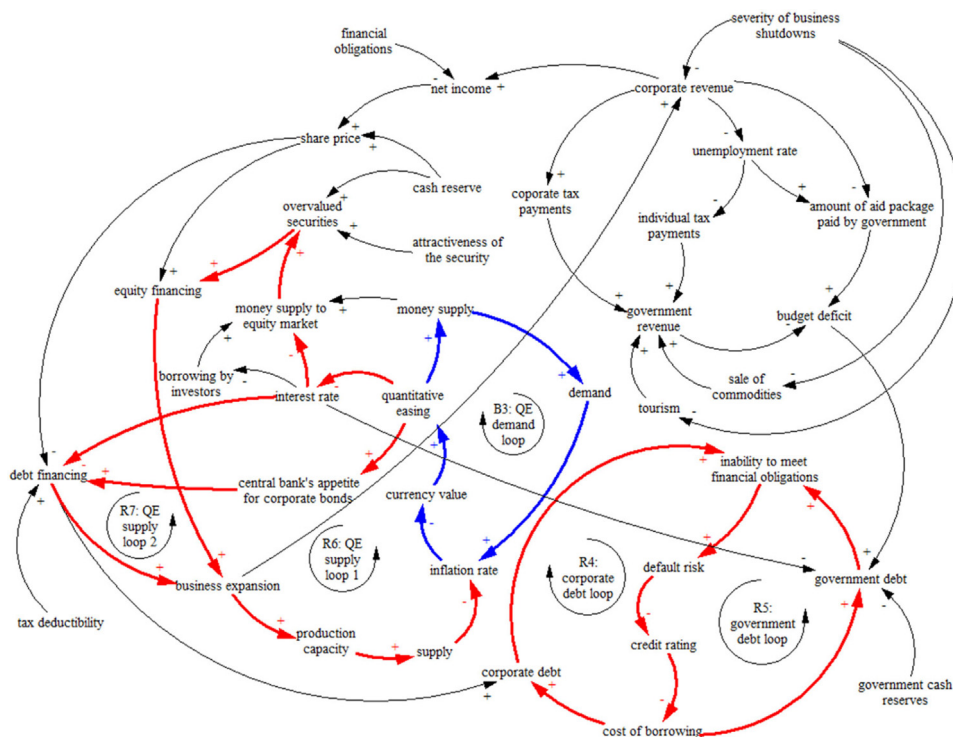 severity of business
shutdowns
financial
obligations
-
-
net income
+
corporate revenue
+
+
share price
+
-
unemployment rate
cash reserve
+
coporate tax
payments
-
individual tax
payments
+
-
amount of aid package
paid by government
overvalued
securities
+
+
+
attractiveness of
the security
+
+
equity financing
money supply to
equity market
+
+
-
money supply
+
+
+
government
revenue
+
+
-
budget deficit
+
borrowing by
investors
-
interest rate
-
quantitative
easing
+
B3: QE
demand
loop
+
demand
tourism
-
sale of
commodities
-
-
debt financing
-
+
+
central bank's appetite
for corporate bonds
+
currency value
-
+
inability to meet
financial obligations
+
R7: QE
supply
loop 2
R6: QE
supply
loop 1
+
+
business expansion
inflation rate
+
-
R4:
corporate
debt loop
+
default risk
-
R5:
government
debt loop
-
+
government debt
+
-
tax deductibility
+
production
capacity
+
supply
credit rating
+
corporate debt
+
+
-
cost of borrowing
government cash
reserves